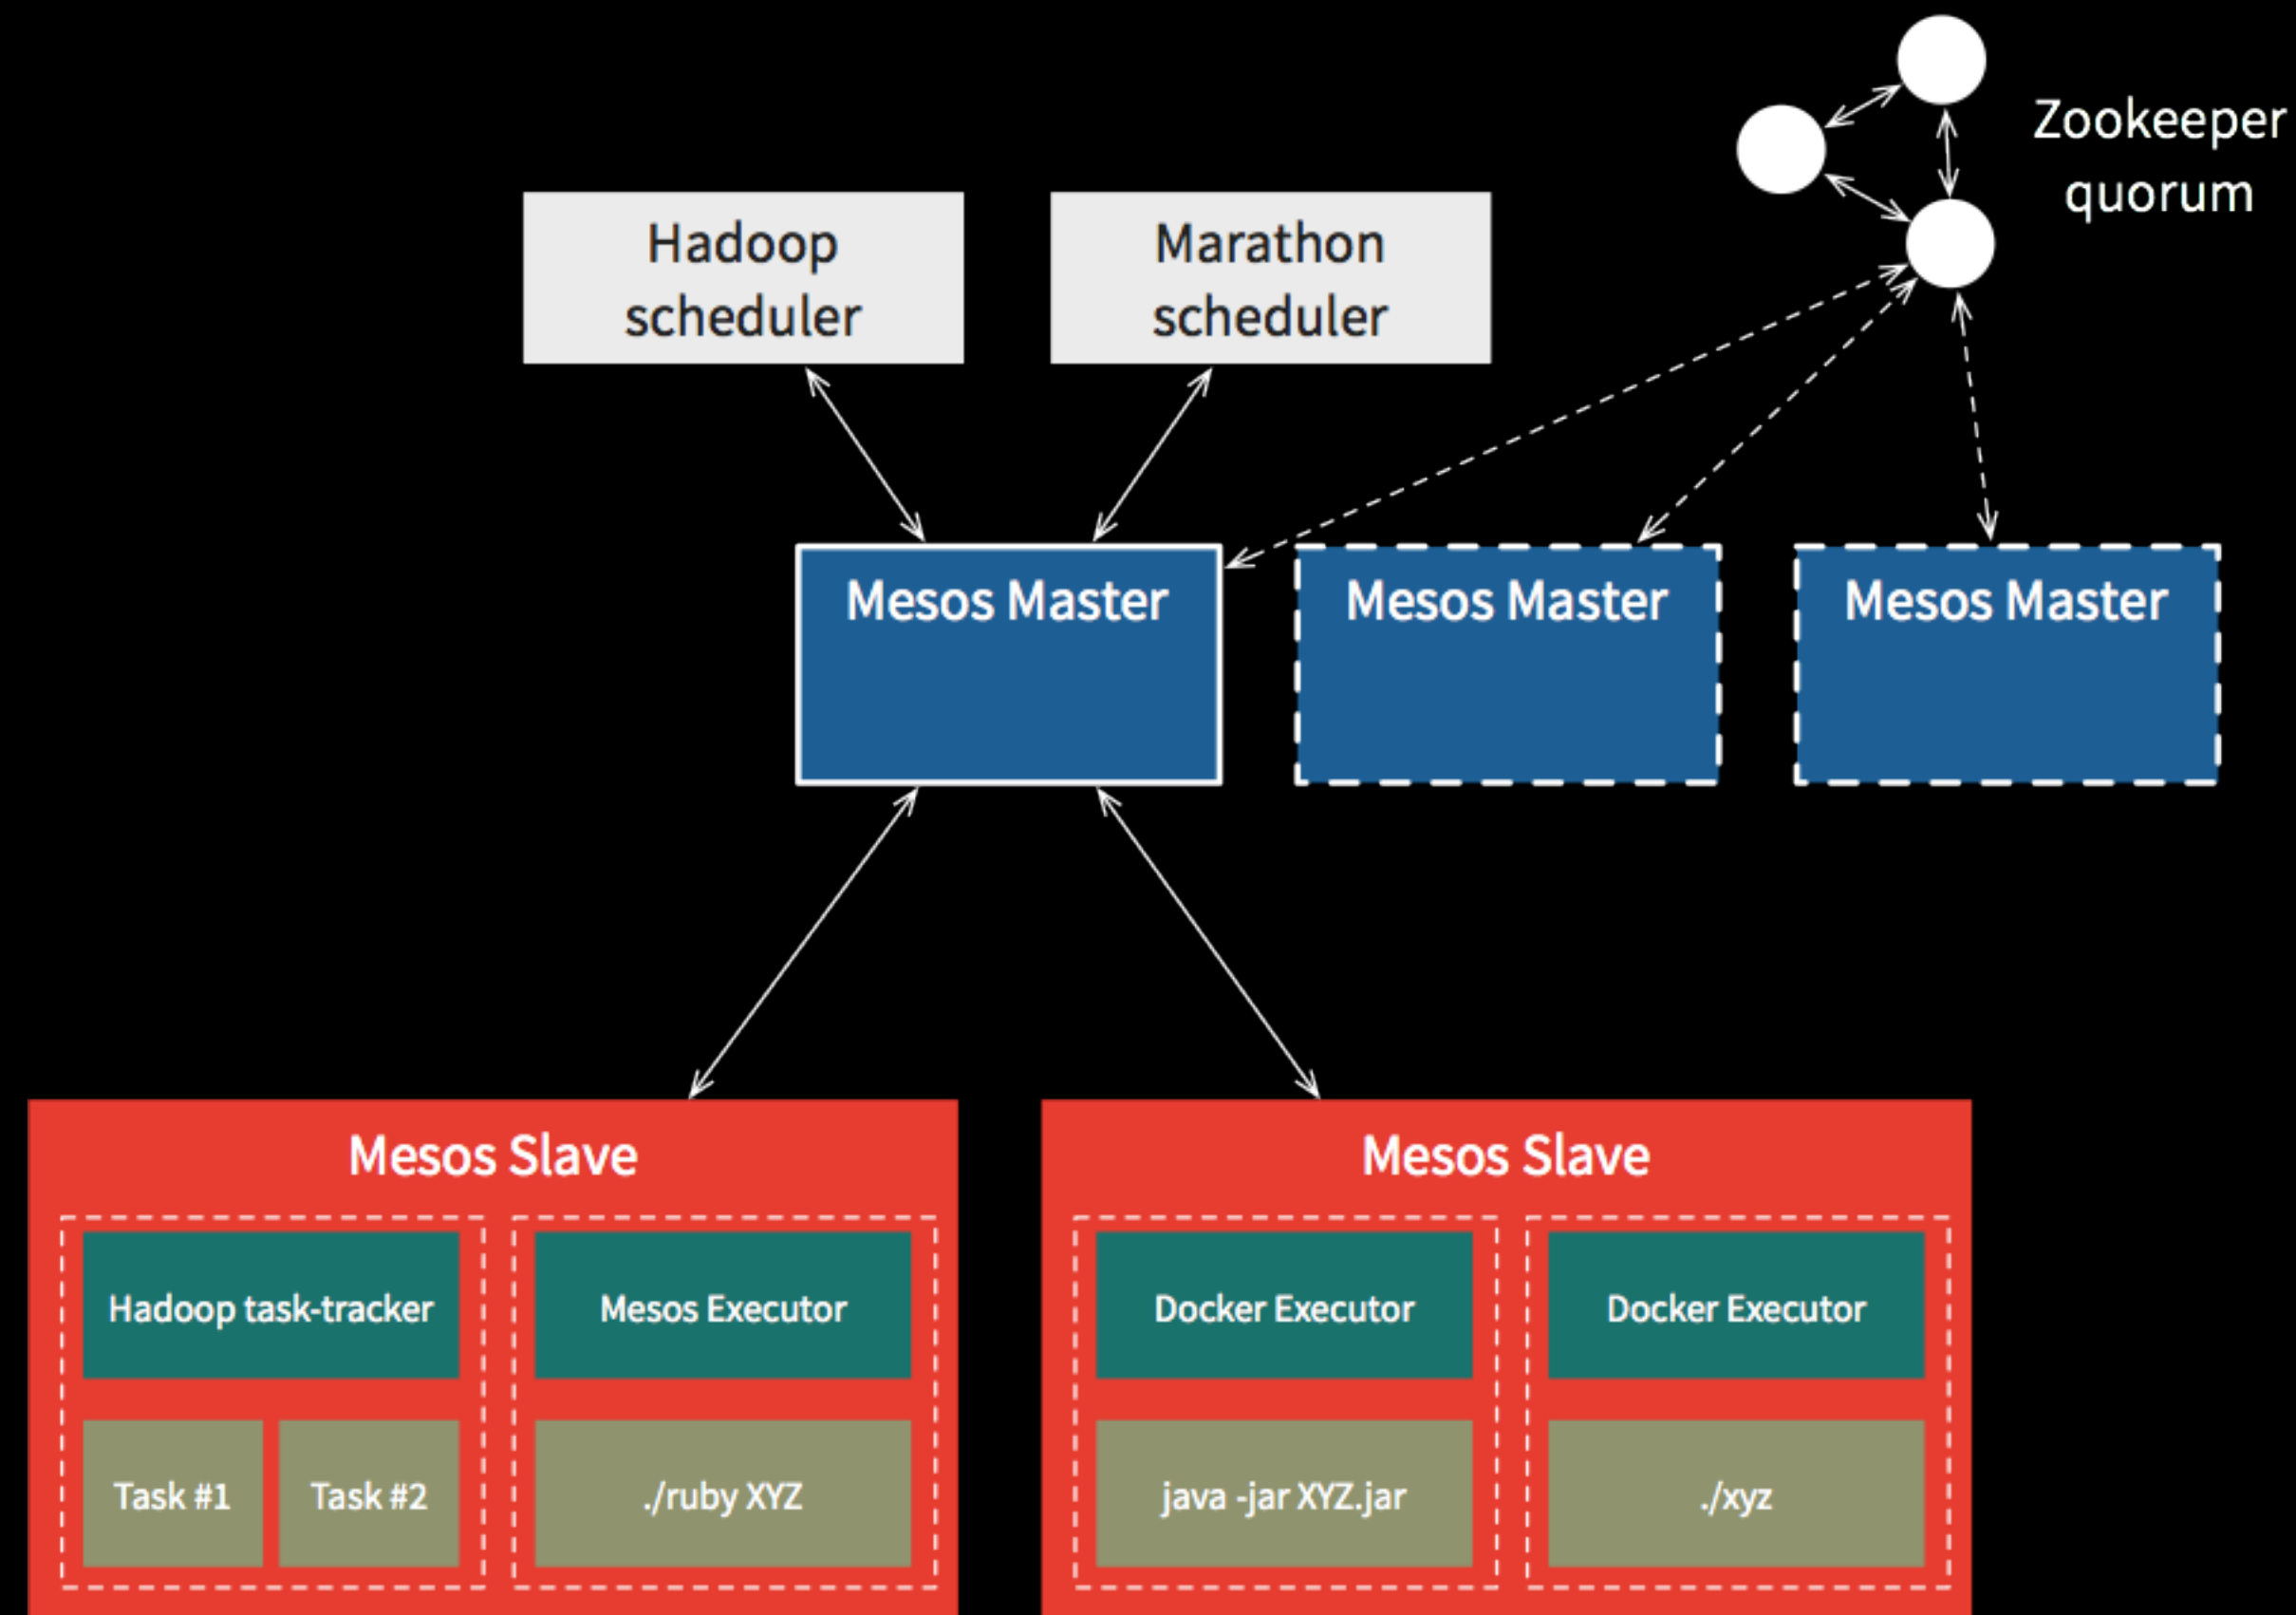 Zookeeper
quorum
Hadoop
scheduler
Marathon
scheduler
Mesos Master
Mesos Master
Mesos Master
Mesos Slave
Mesos Slave
Hadoop task-tracker
Mesos Executor
Docker Executor
Docker Executor
Task #1
Task #2
./ruby XYZ
java -jar XYZ.jar
./xyz